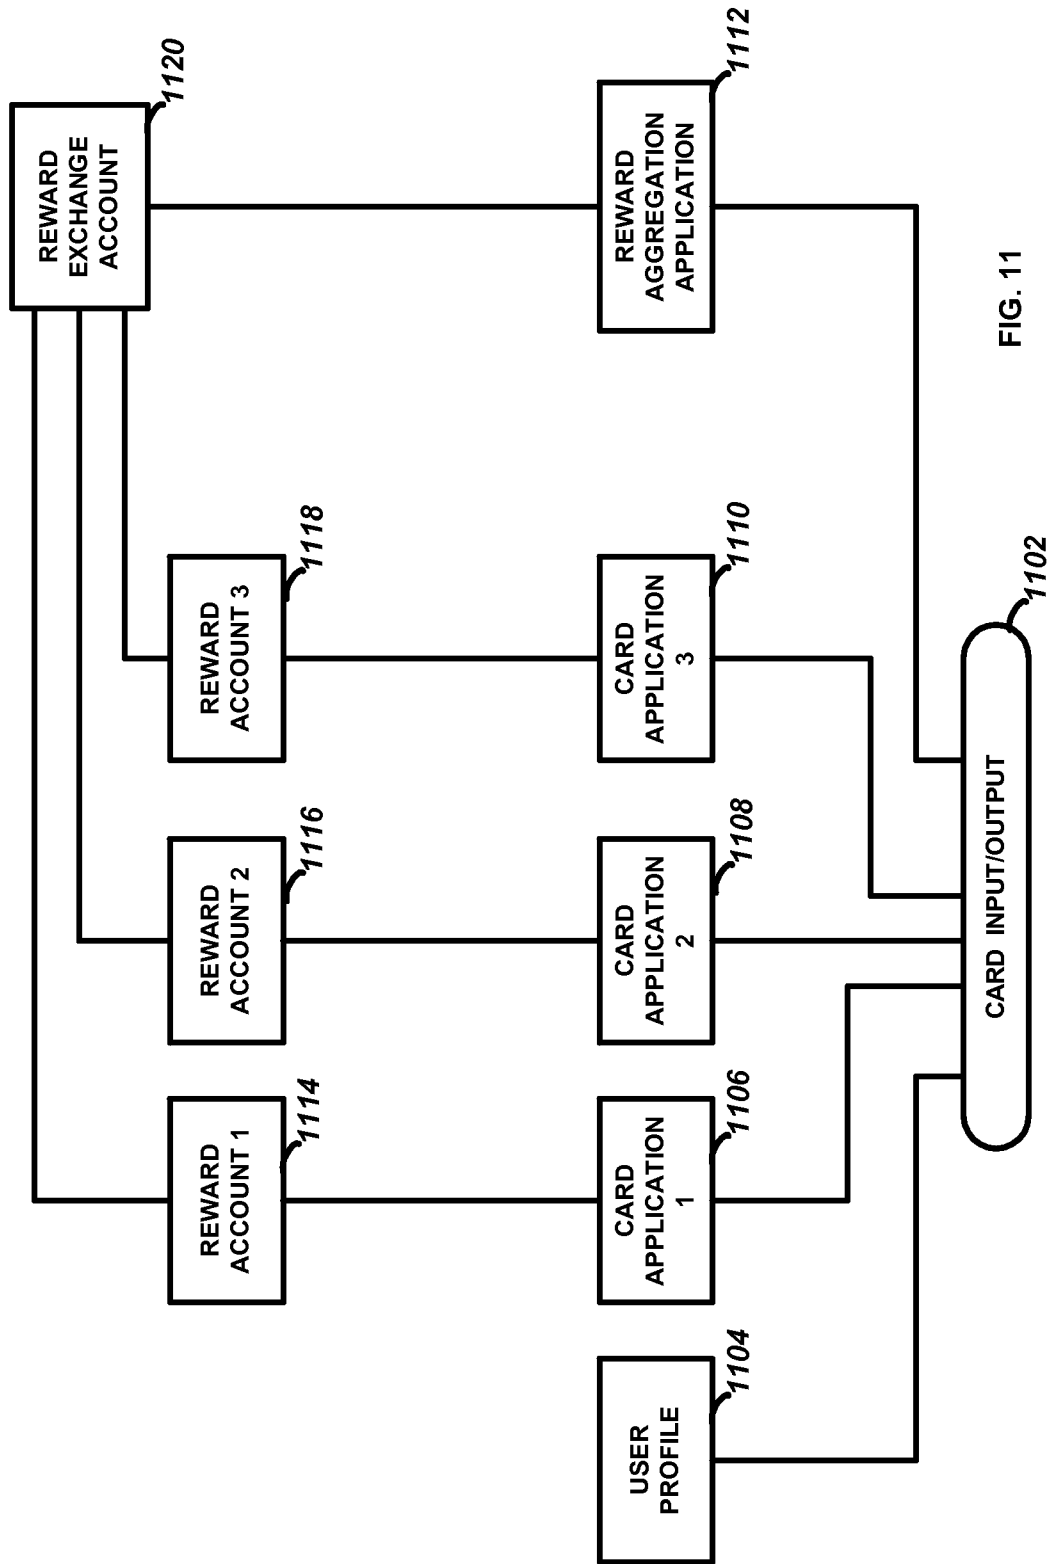 REWARD
EXCHANGE
ACCOUNT
1120
REWARD
ACCOUNT 1
1114
REWARD
ACCOUNT 2
1116
REWARD
ACCOUNT 3
1118
USER
PROFILE
1104
CARD
APPLICATION
1
1106
CARD
APPLICATION
2
1108
CARD
APPLICATION
3
1110
REWARD
AGGREGATION
APPLICATION
1112
CARD INPUT/OUTPUT
1102
FIG. 11